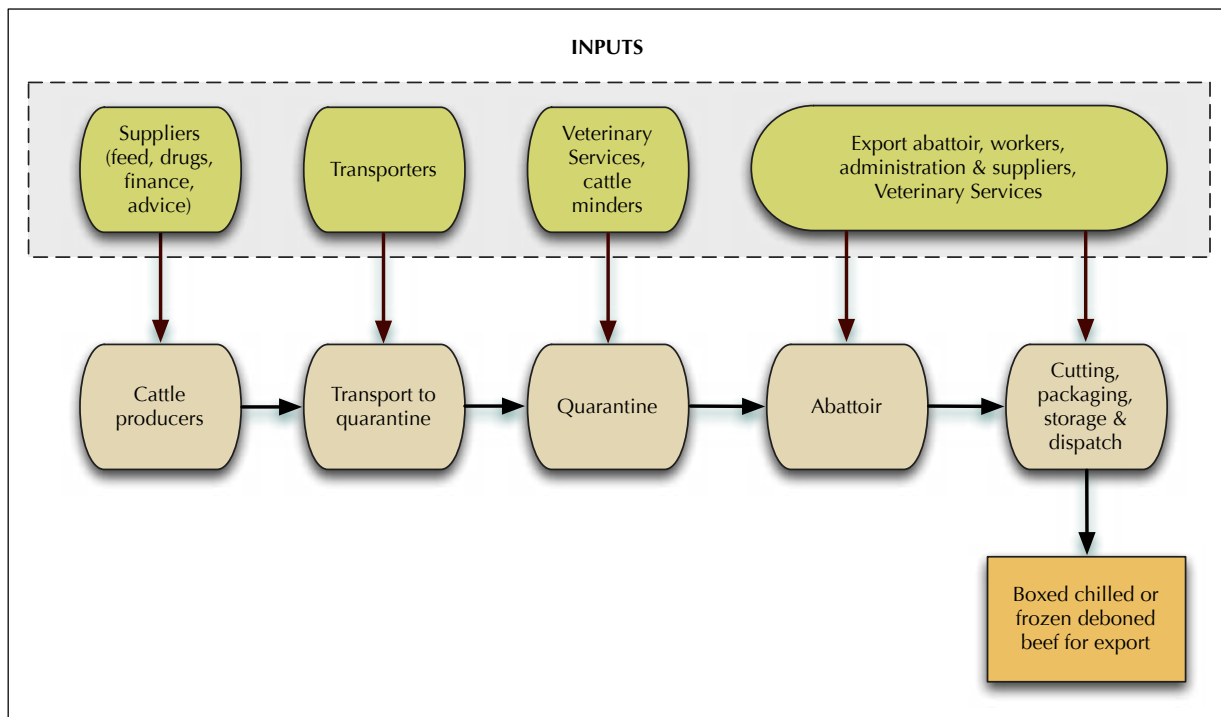 INPUTS
Suppliers
(feed, drugs,
finance,
advice)
Transporters
Veterinary
Services,
cattle
minders
Export abattoir, workers,
administration & suppliers,
Veterinary Services
Cattle
producers
Transport to
quarantine
Quarantine
Abattoir
Cutting,
packaging,
storage &
dispatch
Boxed chilled or
frozen deboned
beef for export